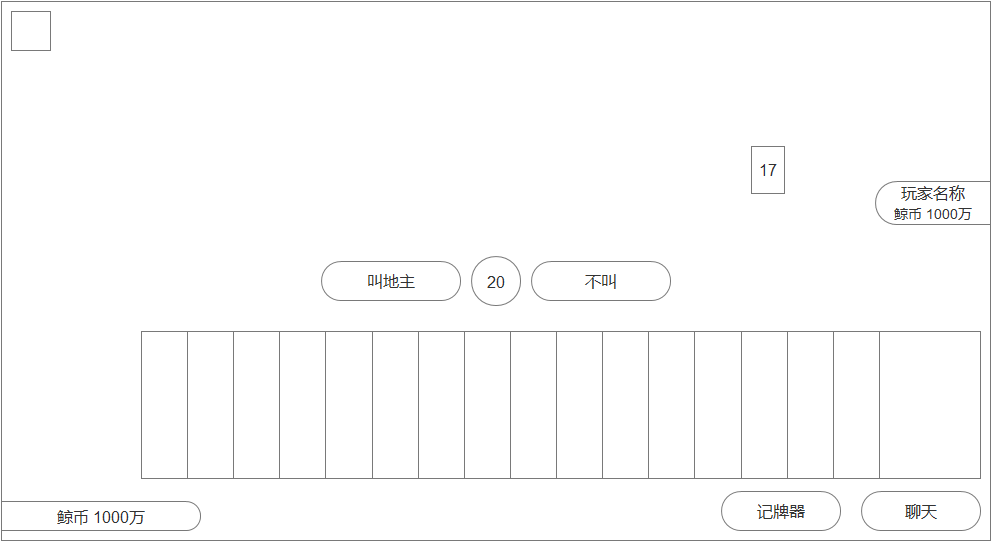 17
玩家名称
鲸币 1000万
叫地主
20
不叫
鲸币 1000万
记牌器
聊天